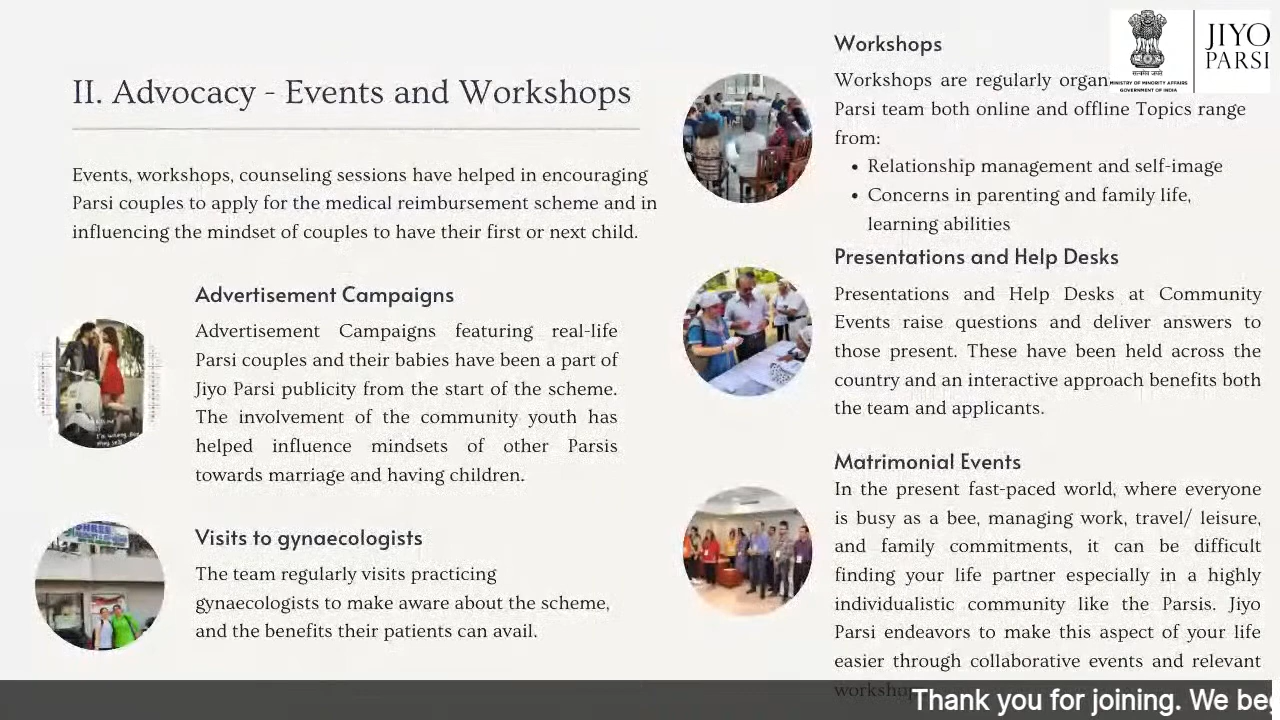 II. Advocacy - Events and Workshops
Events, workshops, counseling sessions have helped in encouraging
Parsi couples to apply for the medical reimbursement scheme and in
influencing the mindset of couples to have their first or next child.
Advertisement Campaigns
Advertisement Campaigns featuring real-life
Parsi couples and their babies have been a part of
Jiyo Parsi publicity from the start of the scheme.
The involvement of the community youth has
helped influence mindsets of other Parsis
towards marriage and having children.
Visits to gynaecologists
The team regularly visits practicing
gynaecologists to make aware about the scheme,
and the benefits their patients can avail.
Workshops
Workshops are regularly organ
Parsi team both online and offline Topics range
from:
• Relationship management and self-image
• Concerns in parenting and family life,
learning abilities
Presentations and Help Desks
Presentations and Help Desks at Community
Events raise questions and deliver answers to
those present. These have been held across the
country and an interactive approach benefits both
the team and applicants.
Matrimonial Events
In the present fast-paced world, where everyone
is busy as a bee, managing work, travel/ leisure,
and family commitments, it can be difficult
finding your life partner especially in a highly
individualistic community like the Parsis. Jiyo
Parsi endeavors to make this aspect of your life
easier through collaborative events and relevant
सत्यमेव जयते
MINISTRY OF MINORITY AFFAIRS
GOVERNMENT OF INDIA
JIYO
PARSI
Thank you for joining. We beg